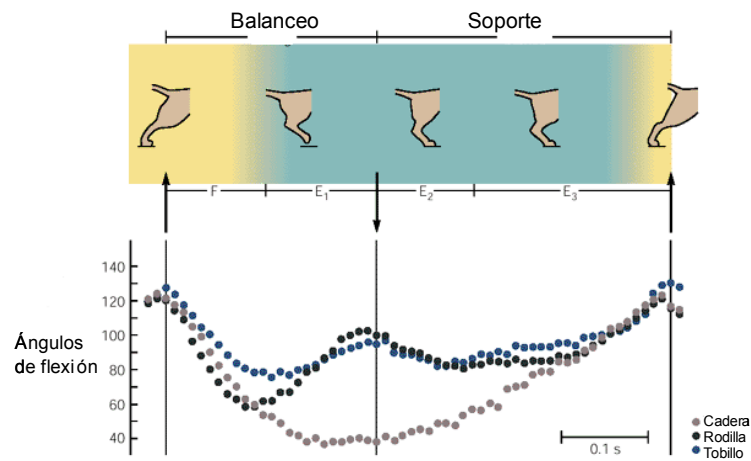 Balanceo Soporte
F E₁ E₂ E₃
140
120
100
80
60
40
Ángulos
de flexión
0.1 s
Cadera
Rodilla
Tobillo